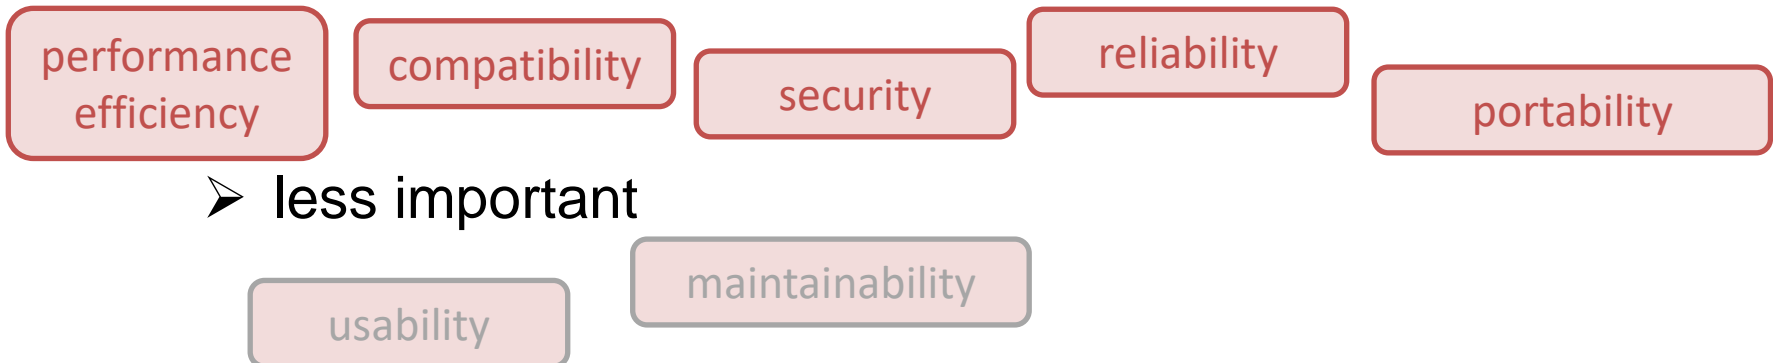 performance
efficiency
compatibility
security
reliability
portability
➢ less important
usability
maintainability